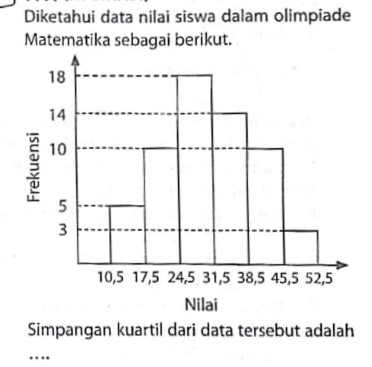 Diketahui data nilai siswa dalam olimpiade
Matematika sebagai berikut.
18
14
10
5
3
Frekuensi
10,5 17,5 24,5 31,5 38,5 45,5 52,5
Nilai
Simpangan kuartil dari data tersebut adalah
....